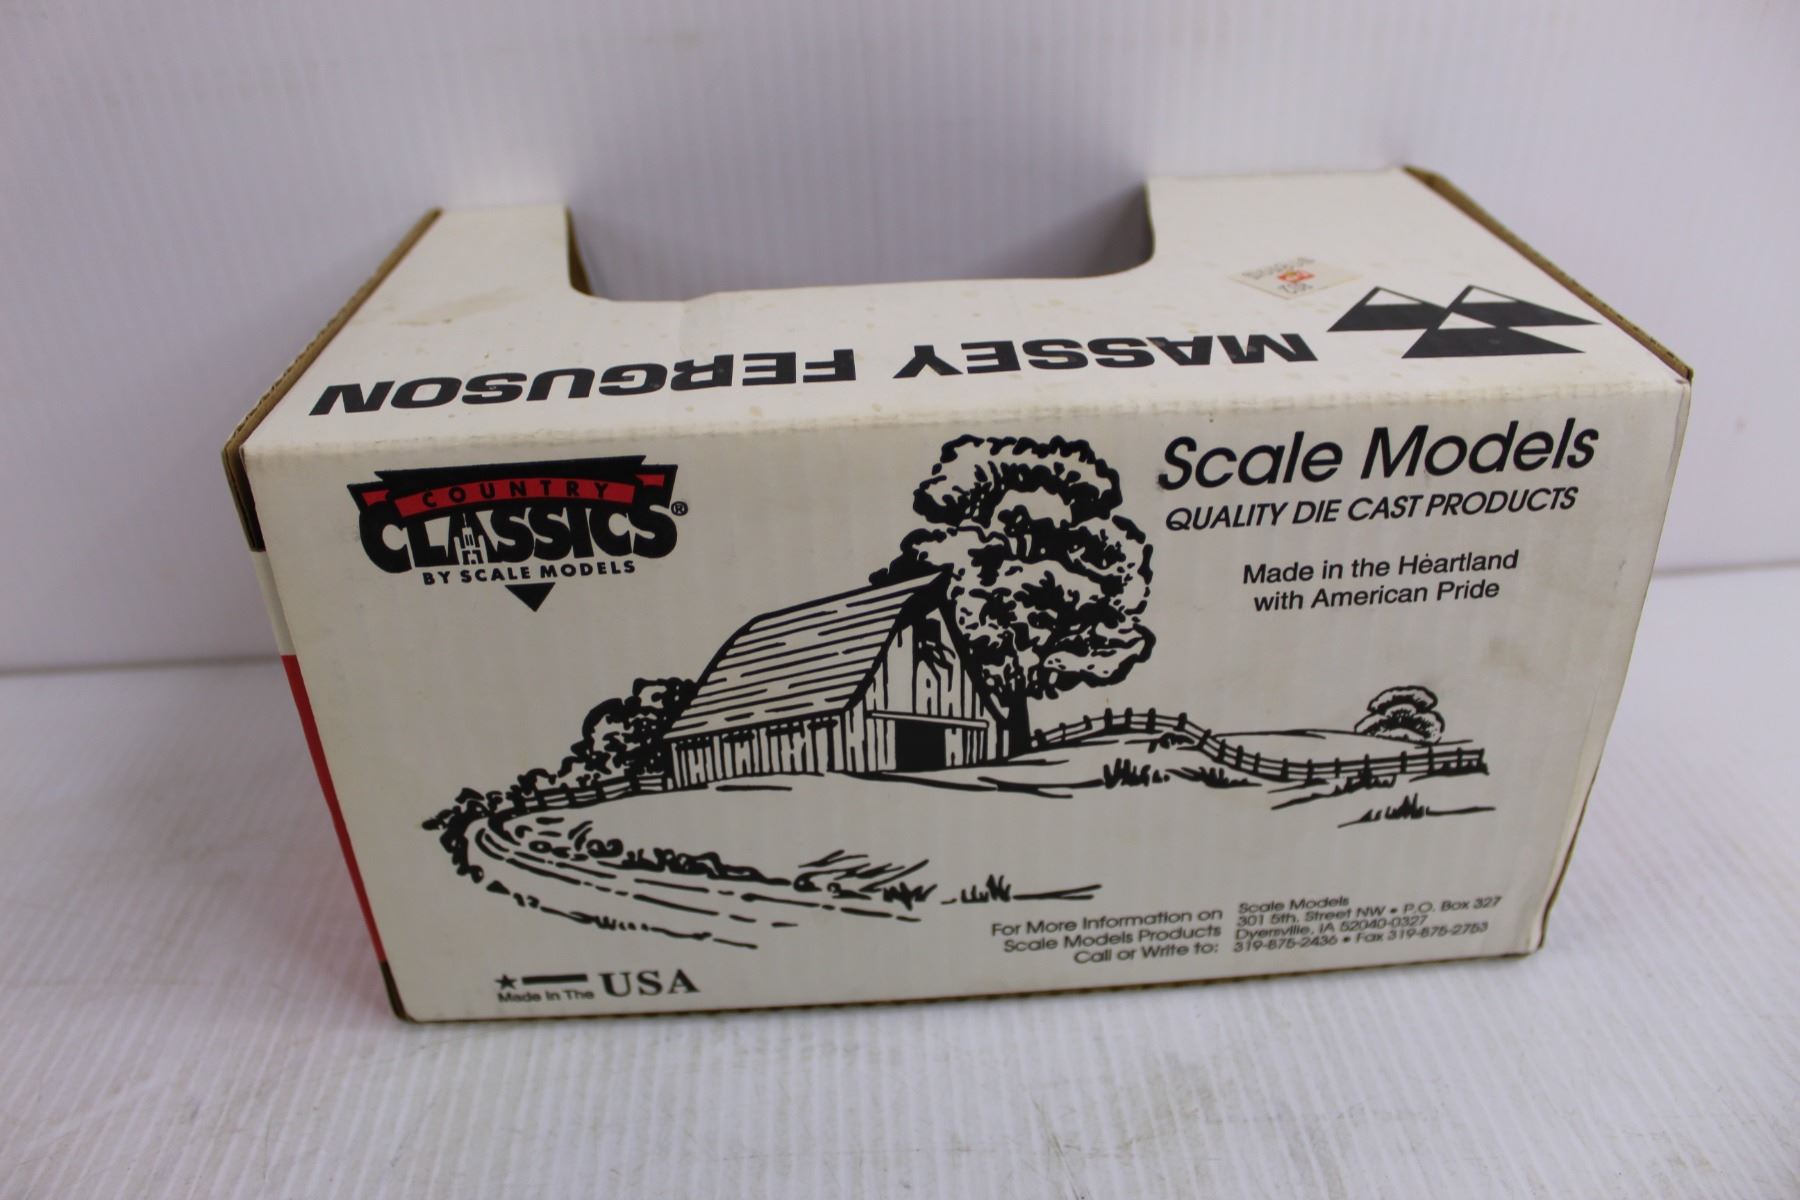 MASSEY FERGUSON
COUNTRY
CLASSICS®
BY SCALE MODELS
Scale Models
QUALITY DIE CAST PRODUCTS
Made in the Heartland
with American Pride
For More Information on
Scale Models Products
Call or Write to:
Scale Models
301 5th. Street NW • P.O. Box 327
Dyersville, IA 52040-0327
319-875-2436 • Fax 319-875-2753
Made In The USA